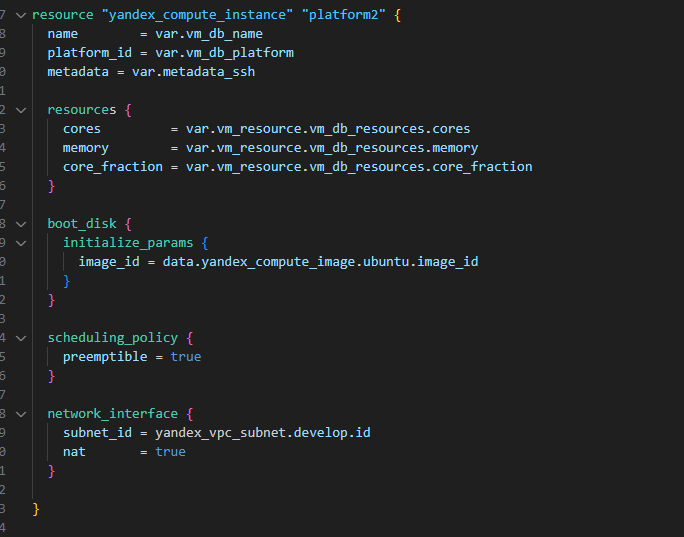 7 resource "yandex_compute_instance" "platform2" {
8   name        = var.vm_db_name
9   platform_id = var.vm_db_platform
0   metadata = var.metadata_ssh
1
2   resources {
3     cores         = var.vm_resource.vm_db_resources.cores
4     memory        = var.vm_resource.vm_db_resources.memory
5     core_fraction = var.vm_resource.vm_db_resources.core_fraction
6   }
7
8   boot_disk {
9     initialize_params {
0       image_id = data.yandex_compute_image.ubuntu.image_id
1     }
2   }
3
4   scheduling_policy {
5     preemptible = true
6   }
7
8   network_interface {
9     subnet_id = yandex_vpc_subnet.develop.id
0     nat       = true
1   }
2
3 }
4